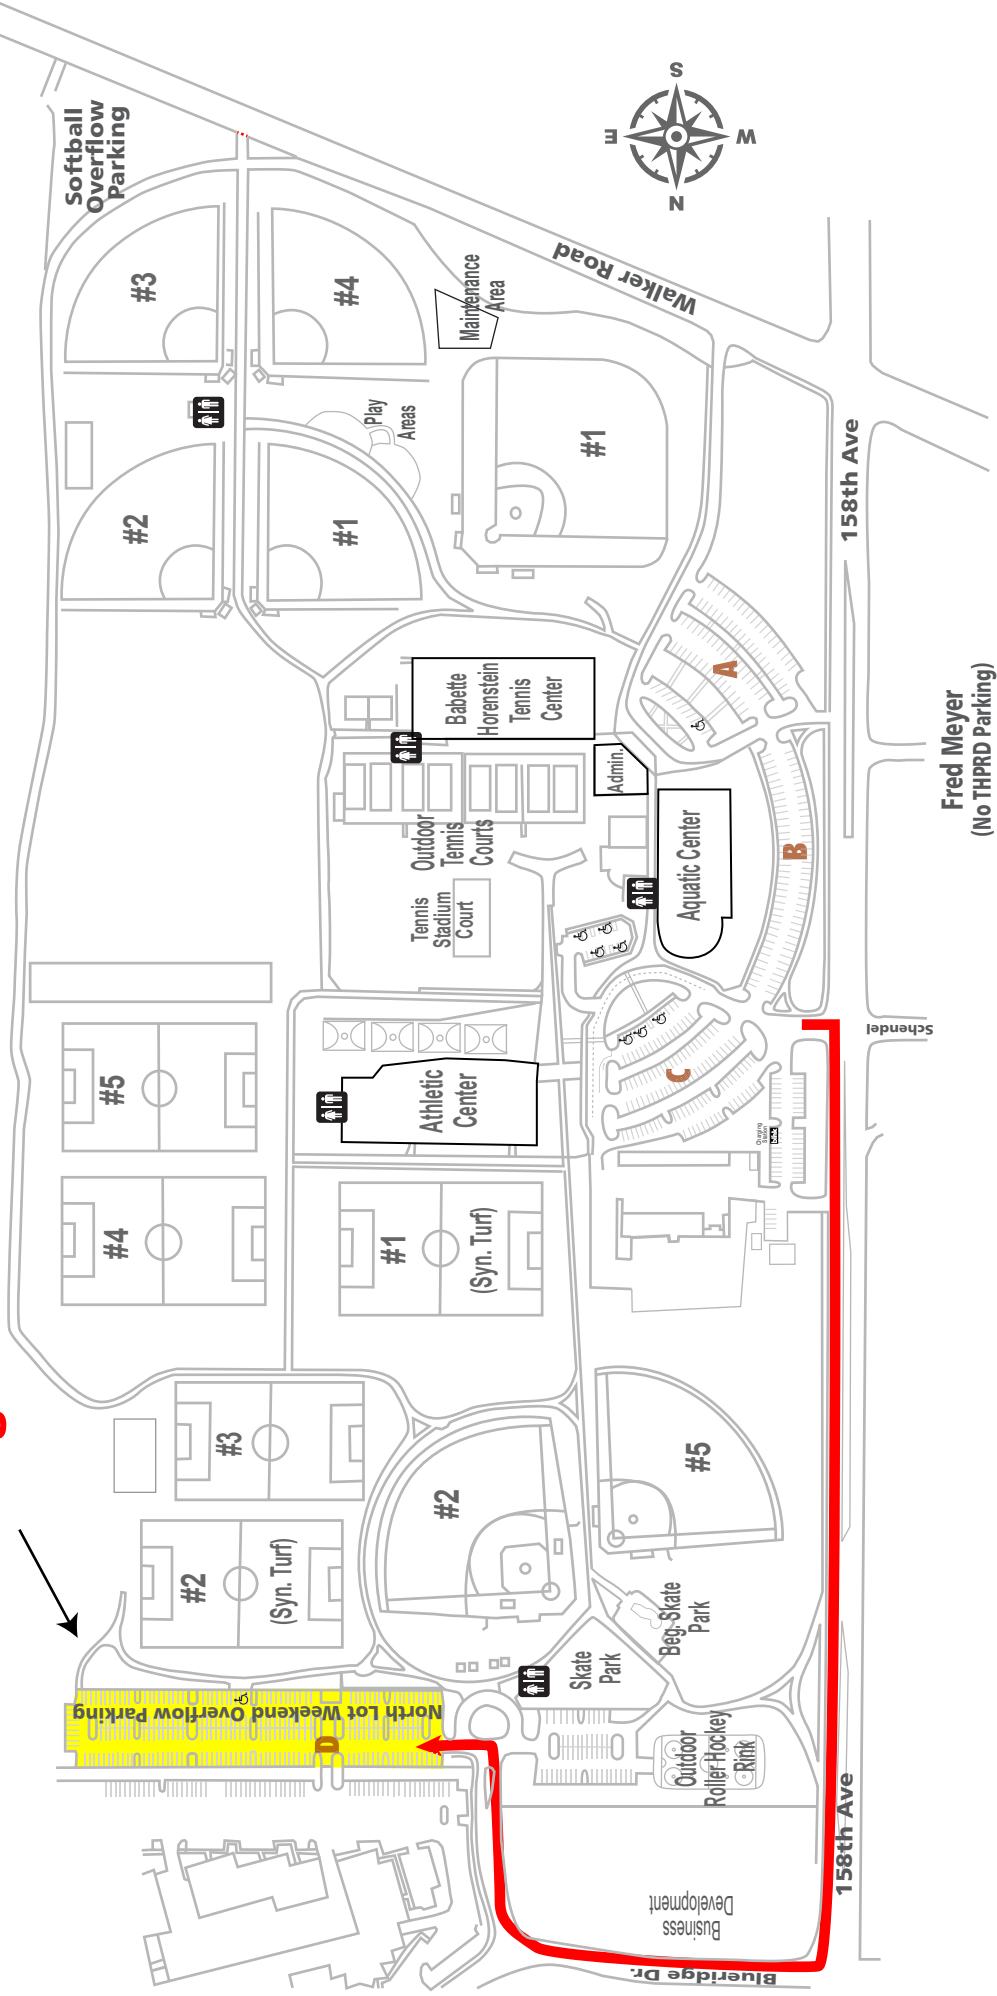 Softball
Overflow
Parking
S
E
W
N
Walker Road
#3
#4
Maintenance
Area
Play
Areas
#1
#2
#1
158th Ave
Babette
Horenstein
Tennis
Center
A
Admin.
Fred Meyer
(No THPRD Parking)
Outdoor
Tennis
Courts
Aquatic Center
B
Tennis
Stadium
Court
Schendel
#5
Athletic
Center
C
Charging
Station
#4
#1
(Syn. Turf)
#3
#2
#5
#2
(Syn. Turf)
Beg. Skate
Park
Skate
Park
North Lot Weekend Overflow Parking
D
Outdoor
Roller Hockey
Rink
158th Ave
Business
Development
Blueridge Dr.